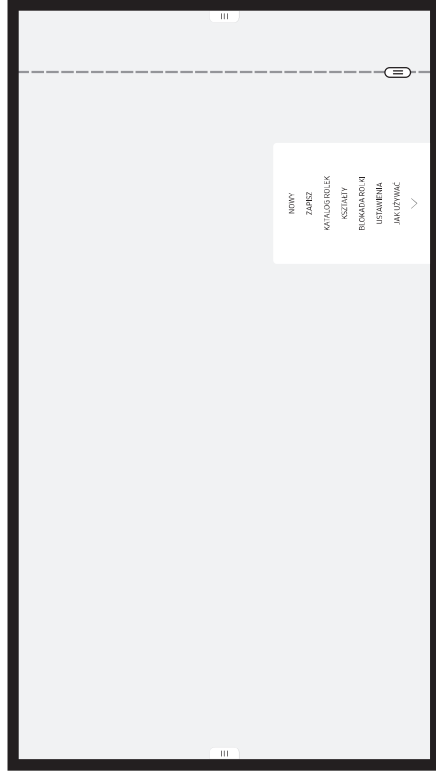 NOWY
ZAPISZ
KATALOG ROLEK
KSZTAŁTY
BLOKADA ROLKI
USTAWIENIA
JAK UŻYWAĆ